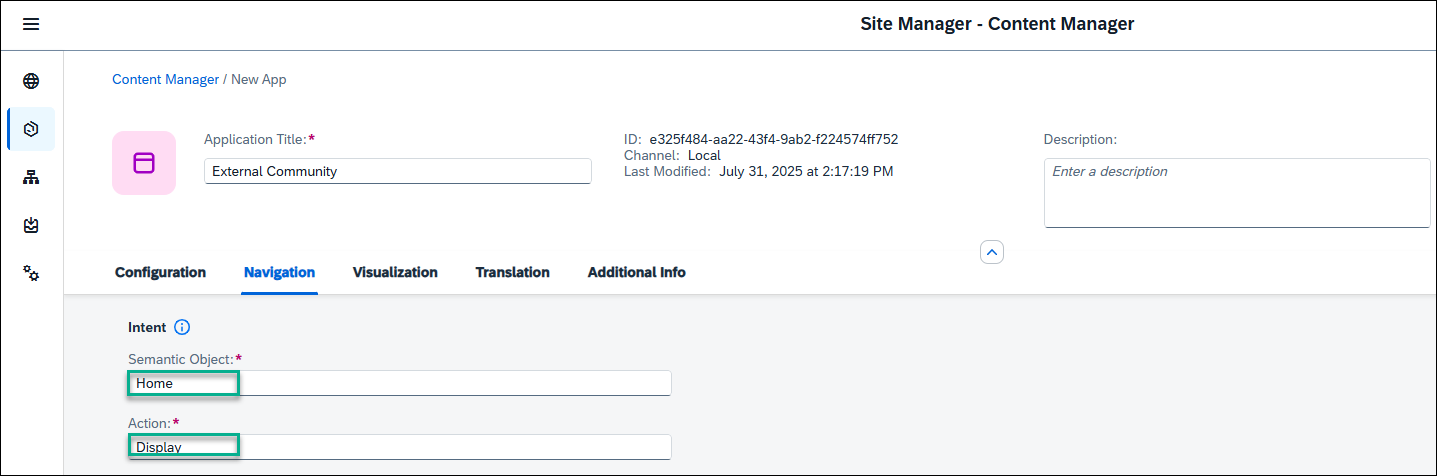 Site Manager - Content Manager
Content Manager / New App
Application Title:*
External Community
ID: e325f484-aa22-43f4-9ab2-f224574ff752
Channel: Local
Last Modified: July 31, 2025 at 2:17:19 PM
Description:
Enter a description
Configuration Navigation Visualization Translation Additional Info
Intent
Semantic Object:*
Home
Action:*
Display